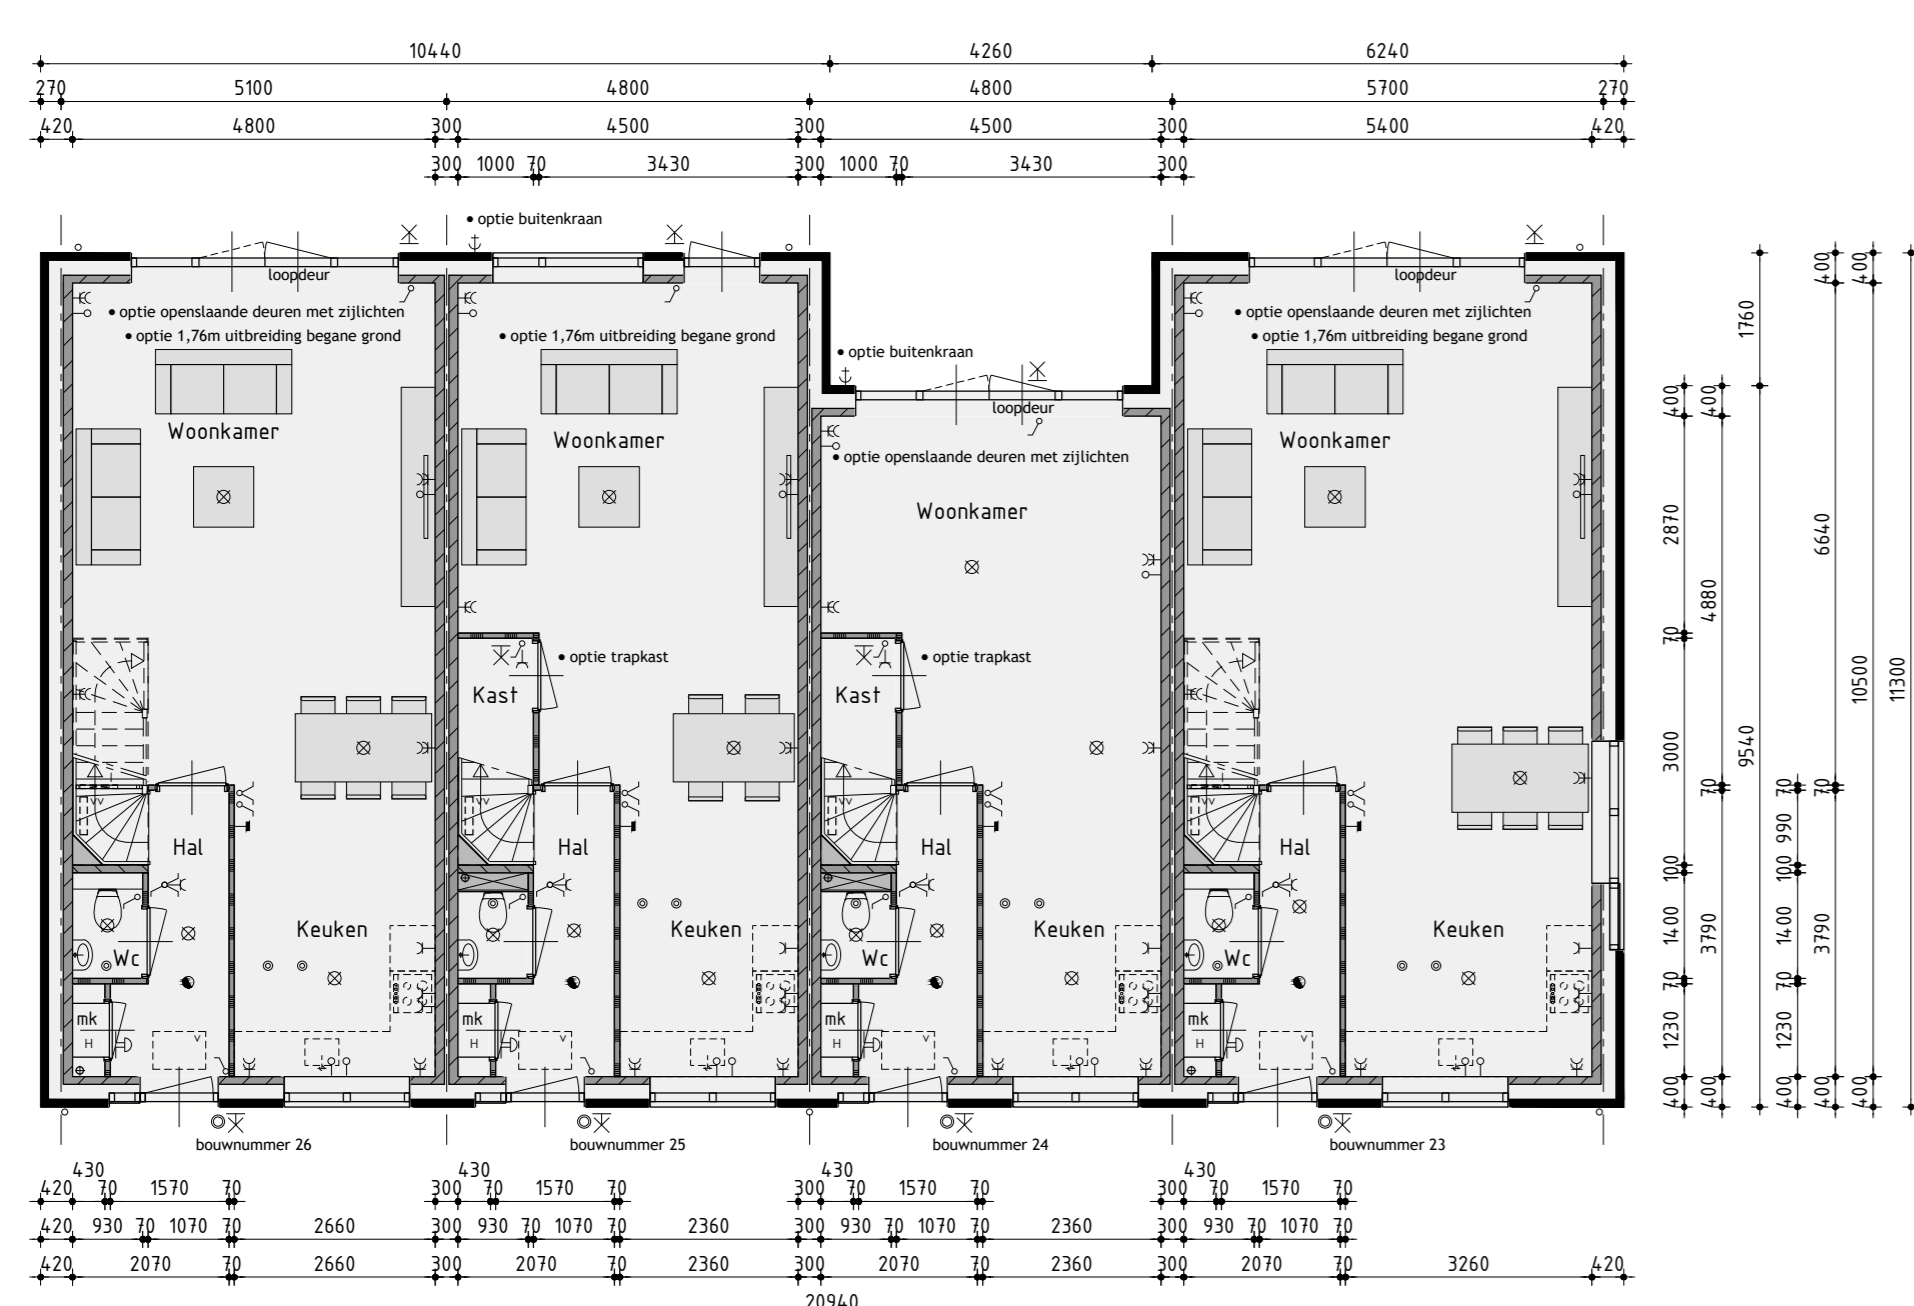 10440 4260 6240
270 5100 4800 4800 5700 270
420 4800 300 4500 300 4500 300 5400 420
300 1000 70 3430 300 1000 70 3430 300
• optie buitenkraan
loopdeur
loopdeur
• optie openslaande deuren met zijlichten
• optie 1,76m uitbreiding begane grond
• optie 1,76m uitbreiding begane grond
• optie openslaande deuren met zijlichten
• optie 1,76m uitbreiding begane grond
• optie buitenkraan
loopdeur
Woonkamer
Woonkamer
Woonkamer
• optie openslaande deuren met zijlichten
Woonkamer
• optie trapkast
• optie trapkast
Kast
Kast
Hal
Hal
Hal
Hal
Keuken
Keuken
Keuken
Keuken
Wc
Wc
Wc
mk
mk
mk
mk
H
H
H
H
v
v
v
v
vv
vv
vv
vv
bouwnummer 26
bouwnummer 25
bouwnummer 24
bouwnummer 23
430 430 430 430
420 70 1570 70 300 70 1570 70 300 70 1570 70 300 70 1570 70
420 930 70 1070 70 2660 300 930 70 1070 70 2360 300 930 70 1070 70 2360 300 930 70 1070 70
420 2070 70 2660 300 2070 70 2360 300 2070 70 2360 300 2070 70 3260 420
20940
400 2870 70 3000 100 1400 70 1230 400
400 4880 70 3790 400
1760 9540
70 990 100 1400 70 1230 400
400 6640 70 3790 400
400 10500 400
11300